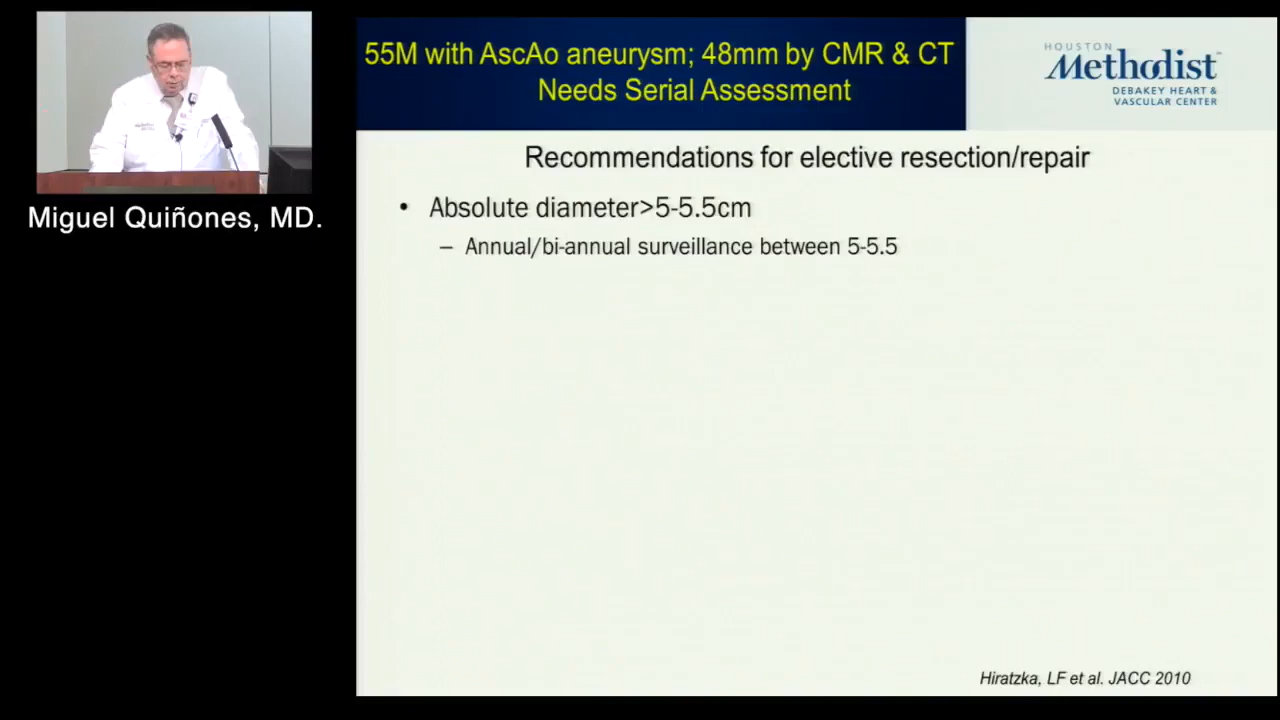 55M with AscAo aneurysm; 48mm by CMR & CT
Needs Serial Assessment
HOUSTON
Methodist
DEBAKEY HEART &
VASCULAR CENTER
Miguel Quiñones, MD.
Recommendations for elective resection/repair
• Absolute diameter>5-5.5cm
– Annual/bi-annual surveillance between 5-5.5
Hiratzka, LF et al. JACC 2010